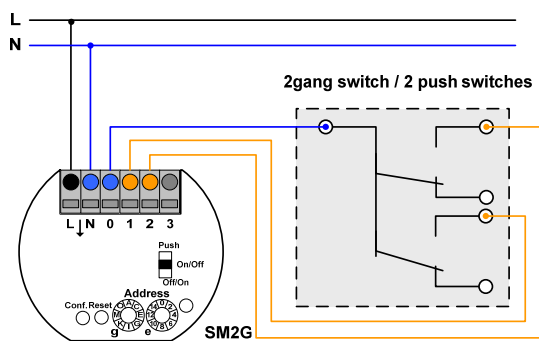 L
N
2gang switch / 2 push switches
L N 0 1 2 3
Push
On/Off
Off/On
Address
Conf. Reset
g e
SM2G